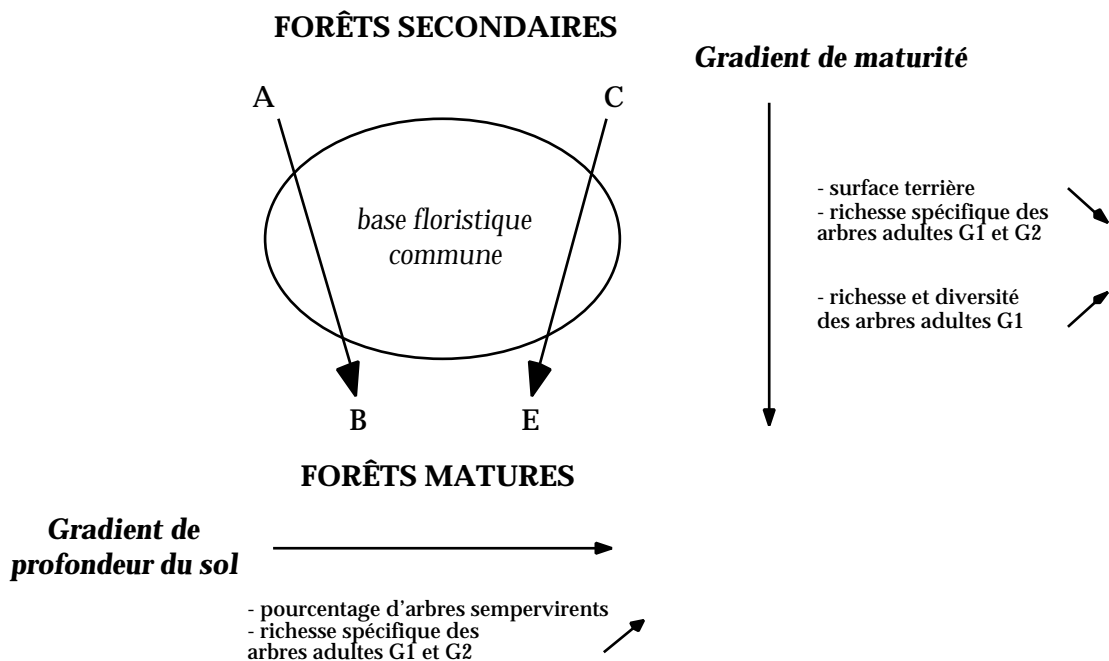 FORÊTS SECONDAIRES
Gradient de maturité
A
C
- surface terrière
- richesse spécifique des
arbres adultes G1 et G2
base floristique
commune
- richesse et diversité
des arbres adultes G1
B
E
FORÊTS MATURES
Gradient de
profondeur du sol
- pourcentage d'arbres sempervirents
- richesse spécifique des
arbres adultes G1 et G2